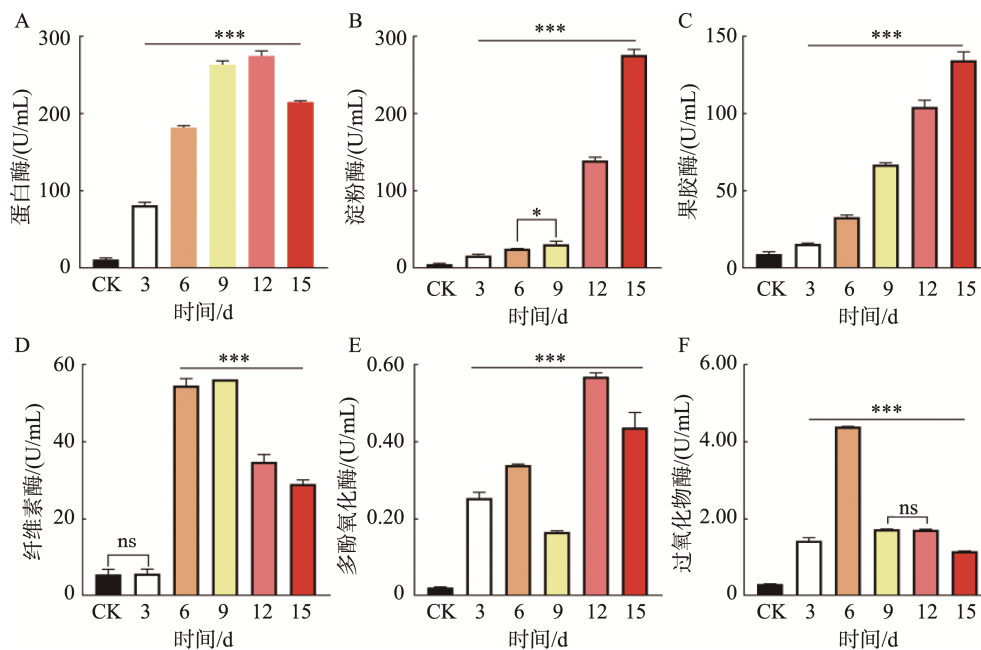 A
蛋白酶/(U/mL)
300
200
100
0
***
CK 3 6 9 12 15
时间/d
B
淀粉酶/(U/mL)
300
200
100
0
***
*
CK 3 6 9 12 15
时间/d
C
果胶酶/(U/mL)
150
100
50
0
***
CK 3 6 9 12 15
时间/d
D
纤维素酶/(U/mL)
60
40
20
0
***
ns
CK 3 6 9 12 15
时间/d
E
多酚氧化酶/(U/mL)
0.60
0.40
0.20
0
***
CK 3 6 9 12 15
时间/d
F
过氧化物酶/(U/mL)
6.00
4.00
2.00
0
***
ns
CK 3 6 9 12 15
时间/d